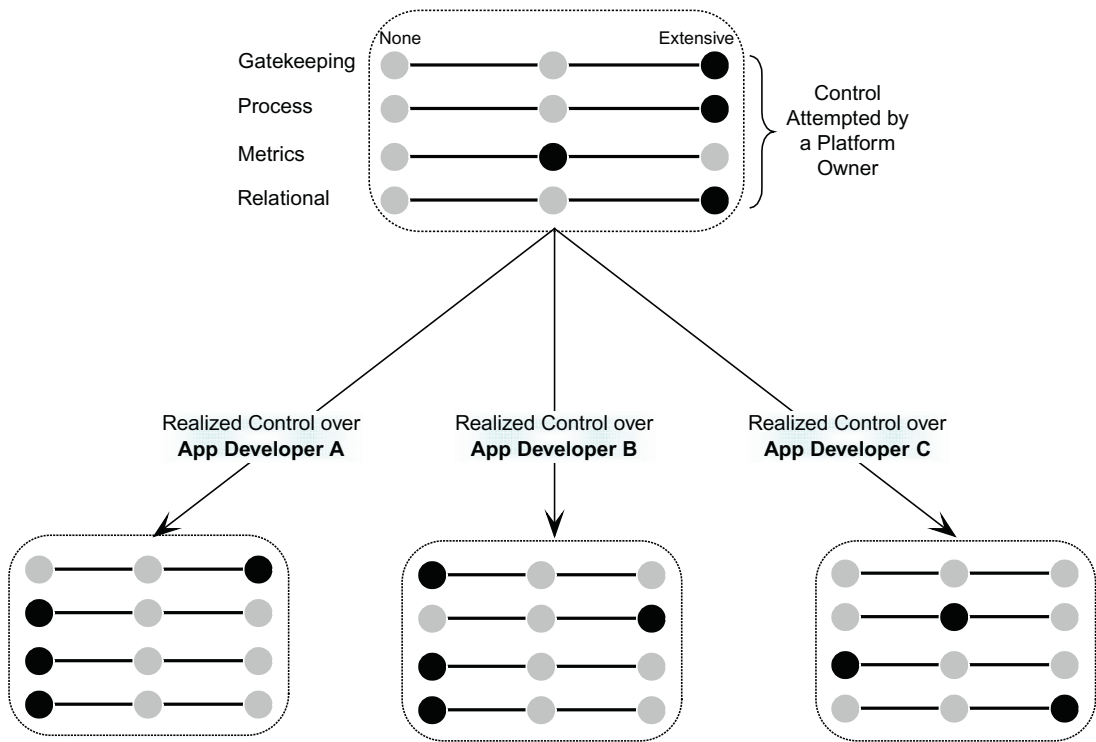 None
Extensive
Gatekeeping
Process
Metrics
Relational
Control
Attempted by
a Platform
Owner
Realized Control over
App Developer A
Realized Control over
App Developer B
Realized Control over
App Developer C